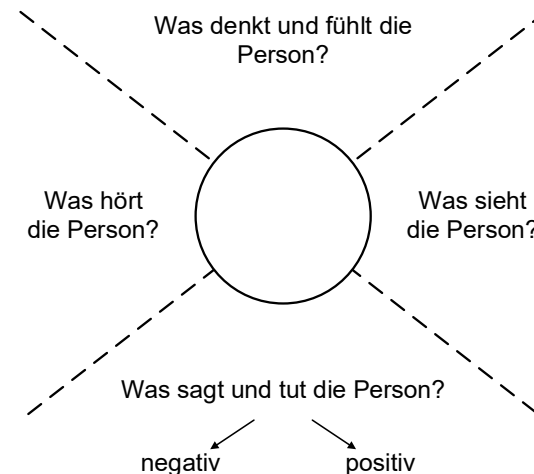 Was denkt und fühlt die
Person?
Was hört
die Person?
Was sieht
die Person?
Was sagt und tut die Person?
negativ
positiv